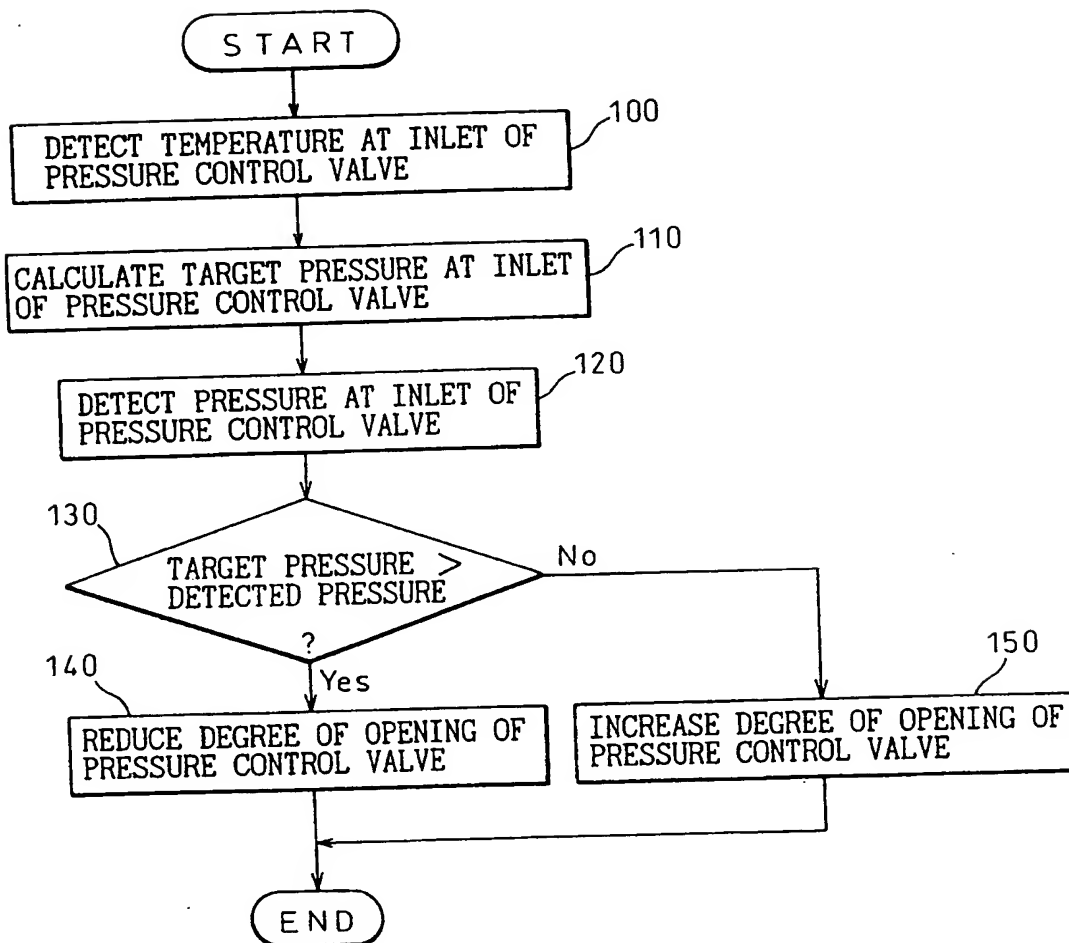 START
100
DETECT TEMPERATURE AT INLET OF
PRESSURE CONTROL VALVE
110
CALCULATE TARGET PRESSURE AT INLET
OF PRESSURE CONTROL VALVE
120
DETECT PRESSURE AT INLET OF
PRESSURE CONTROL VALVE
130
TARGET PRESSURE >
DETECTED PRESSURE
?
No
Yes
140
REDUCE DEGREE OF OPENING OF
PRESSURE CONTROL VALVE
150
INCREASE DEGREE OF OPENING OF
PRESSURE CONTROL VALVE
END